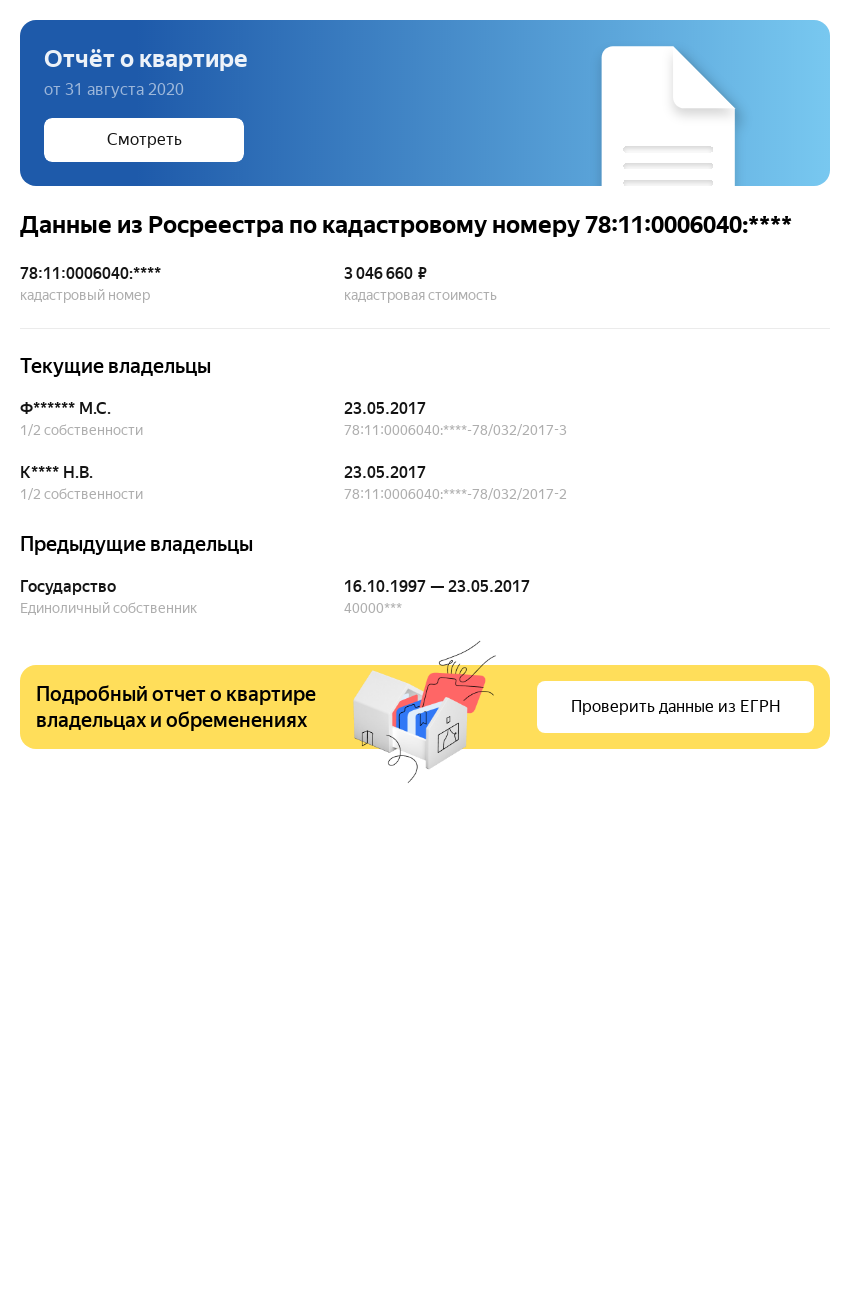 Отчёт о квартире
от 31 августа 2020
Смотреть
Данные из Росреестра по кадастровому номеру 78:11:0006040:****
78:11:0006040:**** 3 046 660 ₽
кадастровый номер кадастровая стоимость
Текущие владельцы
Ф****** М.С. 23.05.2017
1/2 собственности 78:11:0006040:****-78/032/2017-3
К**** Н.В. 23.05.2017
1/2 собственности 78:11:0006040:****-78/032/2017-2
Предыдущие владельцы
Государство 16.10.1997 — 23.05.2017
Единоличный собственник 40000***
Подробный отчет о квартире
владельцах и обременениях
Проверить данные из ЕГРН